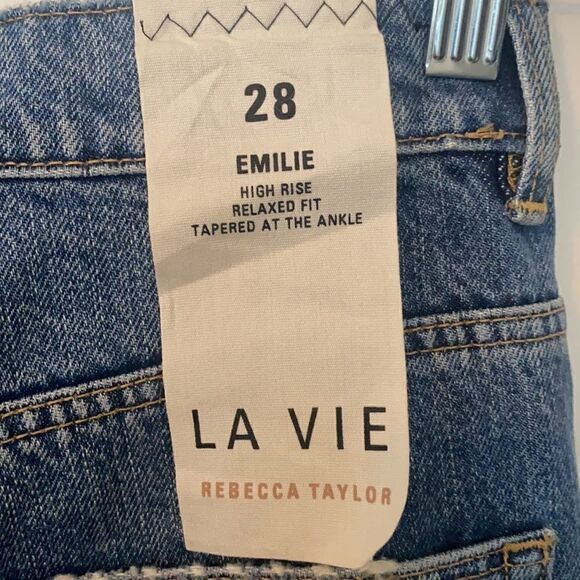 28
EMILIE
HIGH RISE
RELAXED FIT
TAPERED AT THE ANKLE
LA VIE
REBECCA TAYLOR